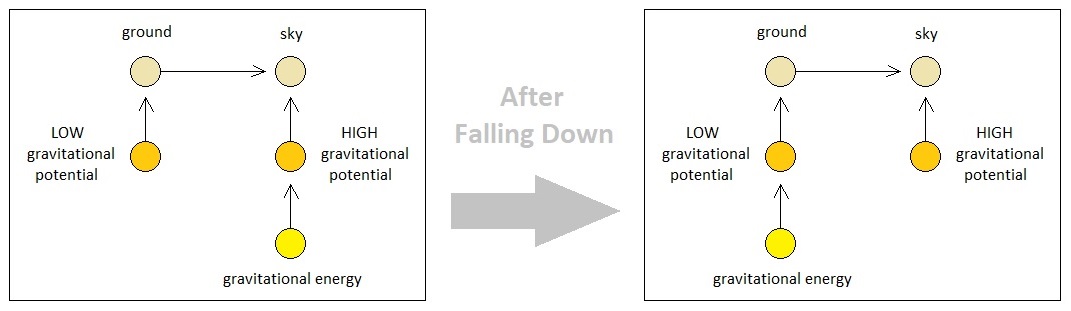 ground
sky
LOW
gravitational
potential
HIGH
gravitational
potential
gravitational energy
After
Falling Down
ground
sky
LOW
gravitational
potential
HIGH
gravitational
potential
gravitational energy